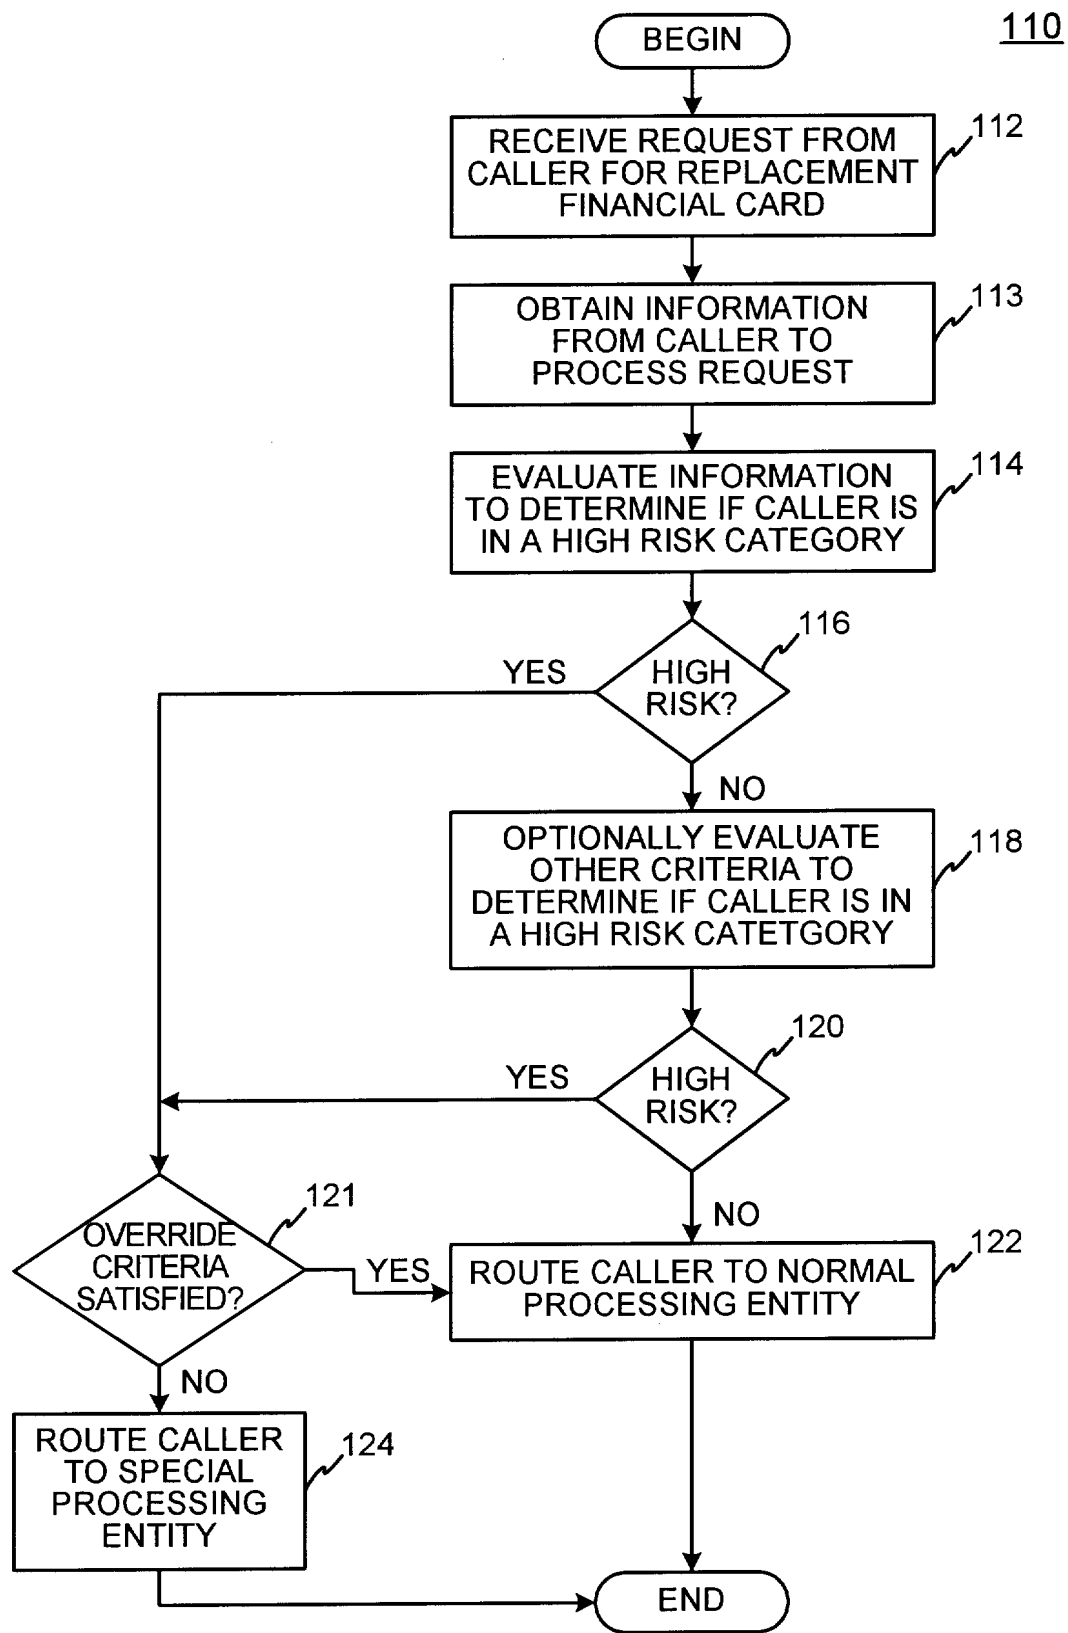 110
BEGIN
RECEIVE REQUEST FROM
CALLER FOR REPLACEMENT
FINANCIAL CARD
112
OBTAIN INFORMATION
FROM CALLER TO
PROCESS REQUEST
113
EVALUATE INFORMATION
TO DETERMINE IF CALLER IS
IN A HIGH RISK CATEGORY
114
HIGH
RISK?
116
YES
NO
OPTIONALLY EVALUATE
OTHER CRITERIA TO
DETERMINE IF CALLER IS IN
A HIGH RISK CATETGORY
118
HIGH
RISK?
120
YES
NO
OVERRIDE
CRITERIA
SATISFIED?
121
YES
NO
ROUTE CALLER TO NORMAL
PROCESSING ENTITY
122
ROUTE CALLER
TO SPECIAL
PROCESSING
ENTITY
124
END